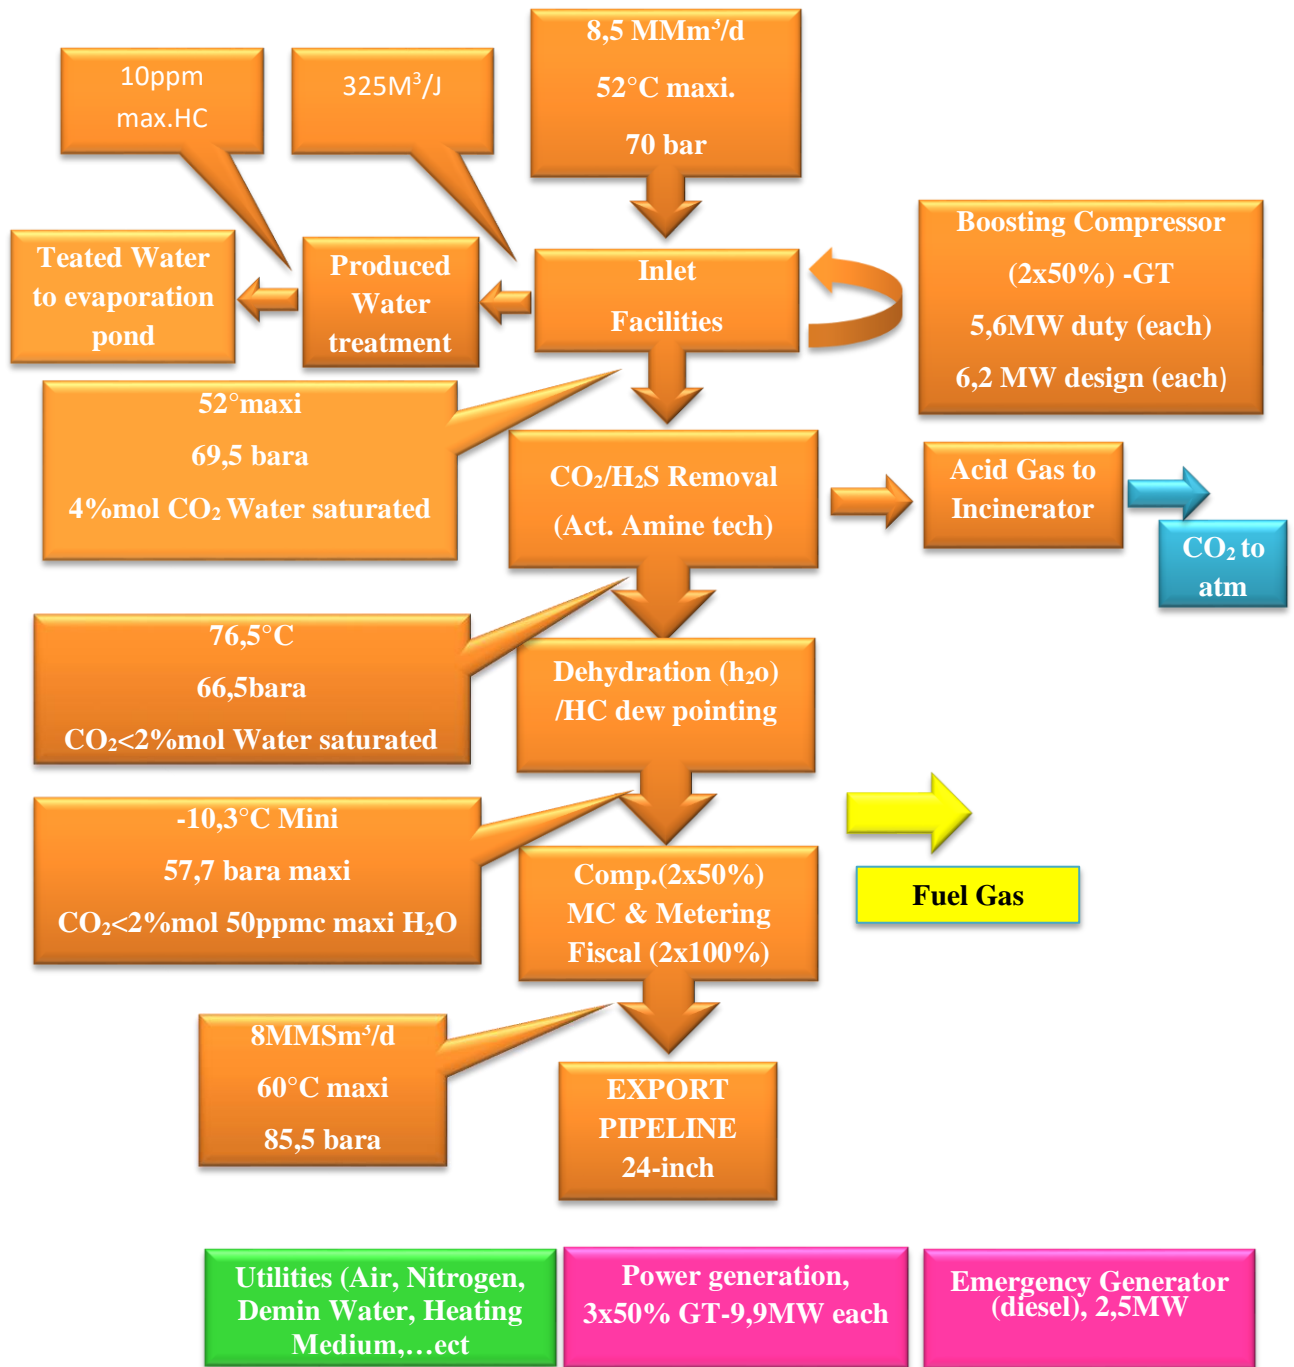 8,5 MMm³/d
52°C maxi.
70 bar
10ppm
max.HC
325M³/J
Boosting Compressor
(2x50%) -GT
5,6MW duty (each)
6,2 MW design (each)
Teated Water
to evaporation
pond
Produced
Water
treatment
Inlet
Facilities
52°maxi
69,5 bara
4%mol CO₂ Water saturated
CO₂/H₂S Removal
(Act. Amine tech)
Acid Gas to
Incinerator
CO₂ to
atm
76,5°C
66,5bara
CO₂<2%mol Water saturated
Dehydration (h₂o)
/HC dew pointing
-10,3°C Mini
57,7 bara maxi
CO₂<2%mol 50ppmc maxi H₂O
Comp.(2x50%)
MC & Metering
Fiscal (2x100%)
Fuel Gas
8MMSm³/d
60°C maxi
85,5 bara
EXPORT
PIPELINE
24-inch
Utilities (Air, Nitrogen,
Demin Water, Heating
Medium,…ect
Power generation,
3x50% GT-9,9MW each
Emergency Generator
(diesel), 2,5MW